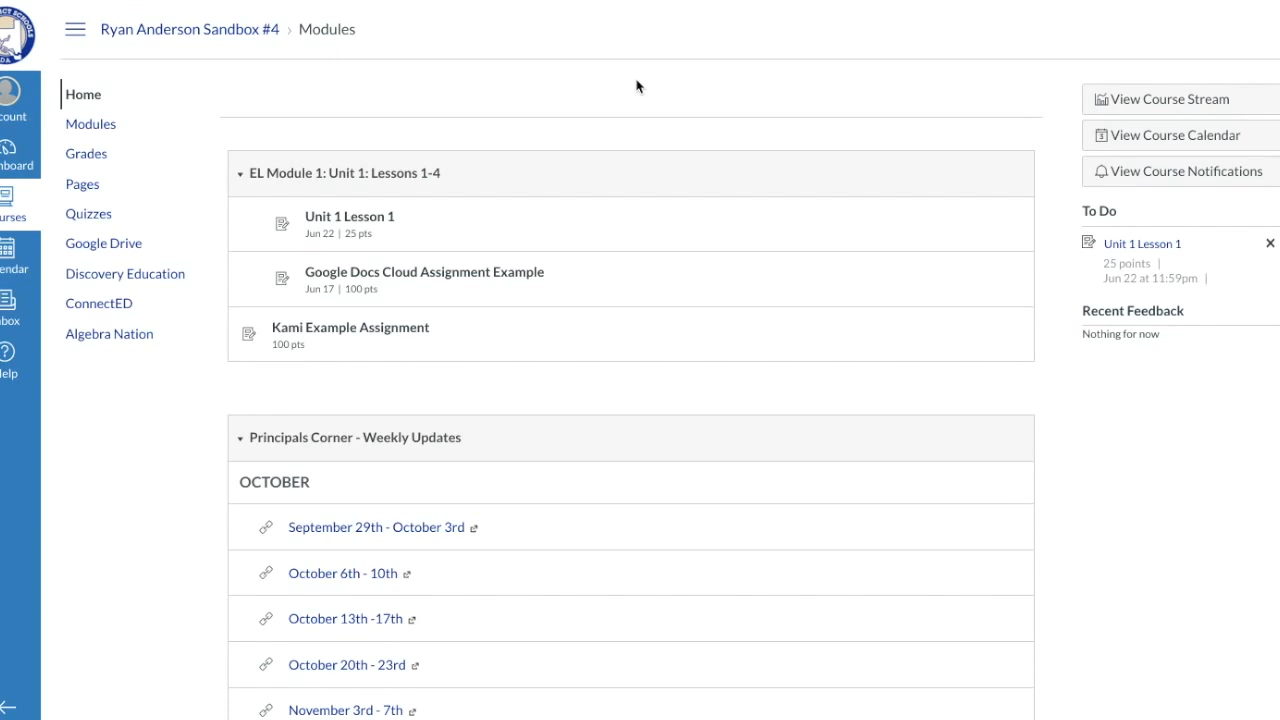 Ryan Anderson Sandbox #4 › Modules
Home
Modules
Grades
Pages
Quizzes
Google Drive
Discovery Education
ConnectED
Algebra Nation
EL Module 1: Unit 1: Lessons 1-4
Unit 1 Lesson 1
Jun 22 | 25 pts
Google Docs Cloud Assignment Example
Jun 17 | 100 pts
Kami Example Assignment
100 pts
Principals Corner - Weekly Updates
OCTOBER
September 29th - October 3rd
October 6th - 10th
October 13th -17th
October 20th - 23rd
November 3rd - 7th
View Course Stream
View Course Calendar
View Course Notifications
To Do
Unit 1 Lesson 1
25 points |
Jun 22 at 11:59pm |
Recent Feedback
Nothing for now
count
hboard
urses
endar
nbox
Help